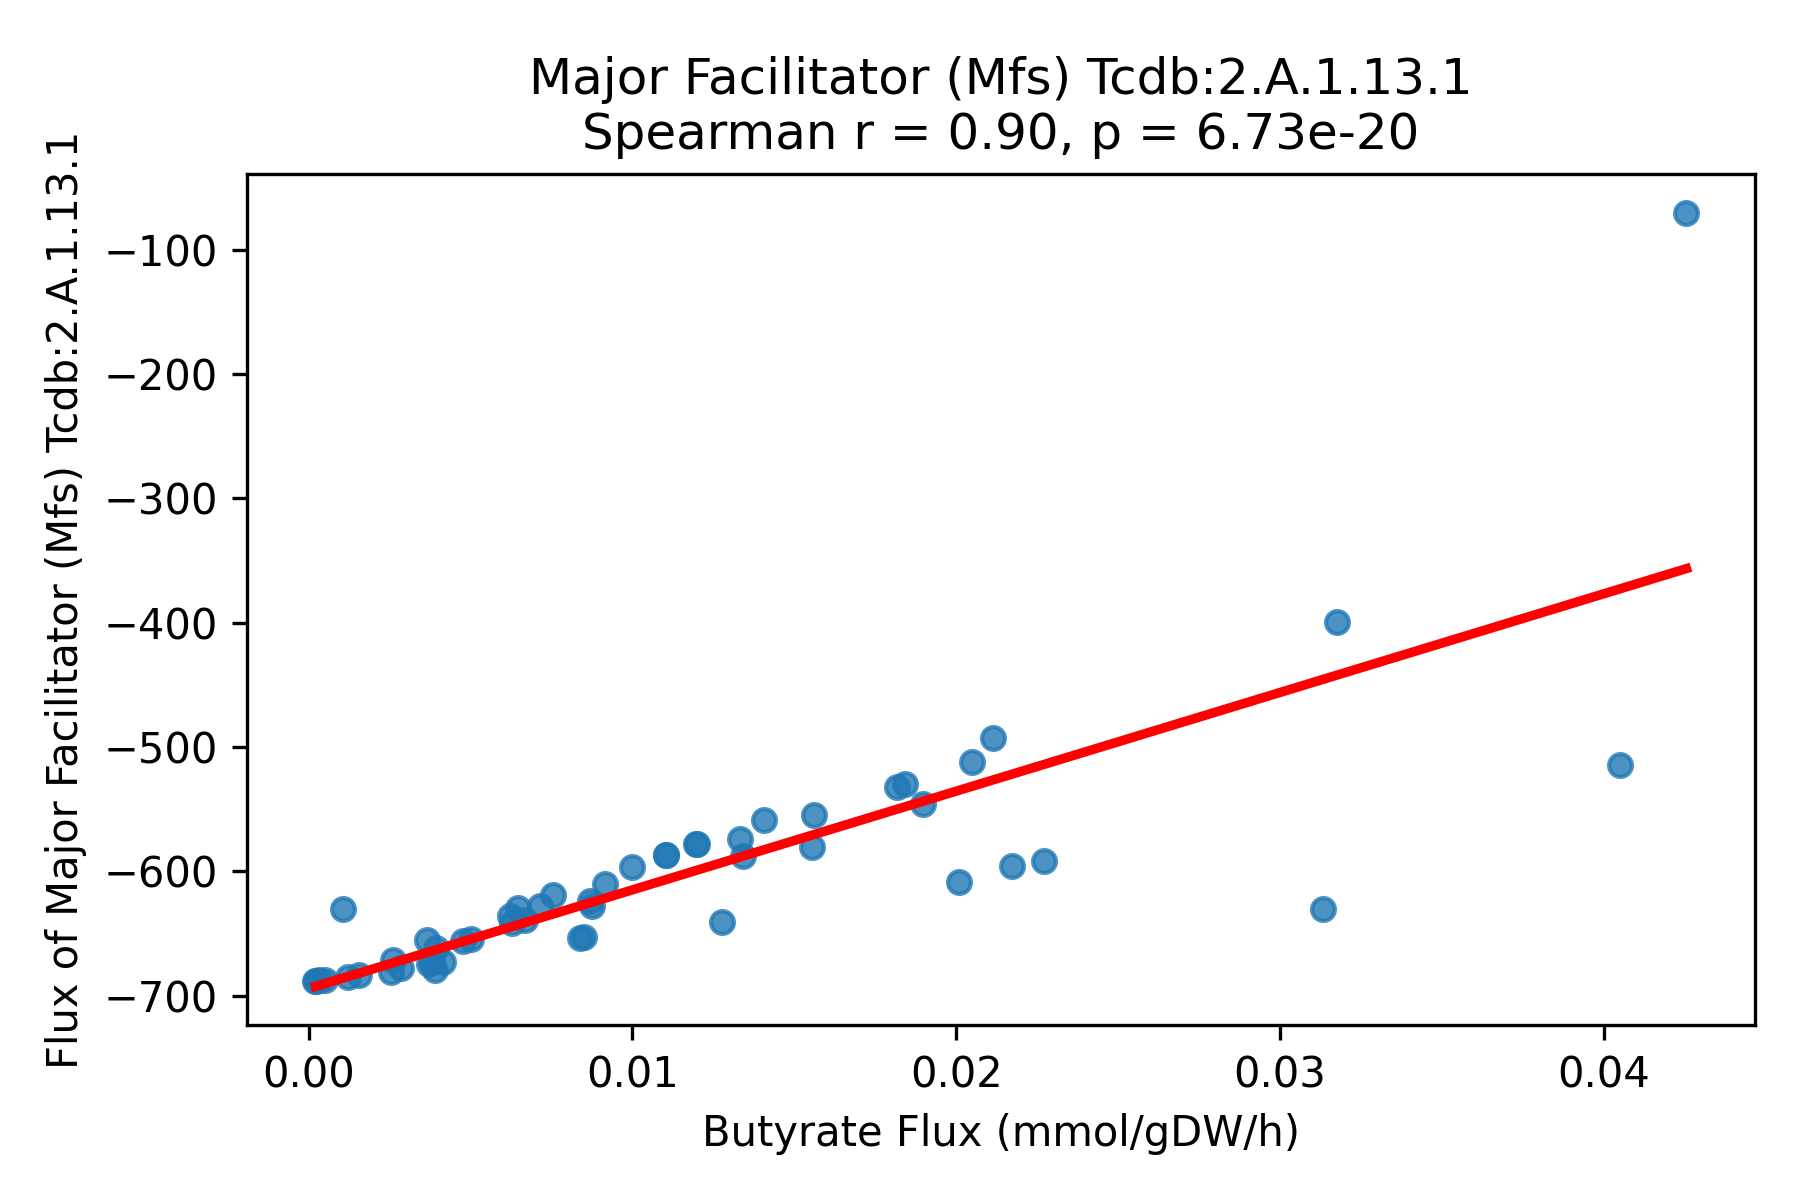 Major Facilitator (Mfs) Tcdb:2.A.1.13.1
Spearman r = 0.90, p = 6.73e-20
Flux of Major Facilitator (Mfs) Tcdb:2.A.1.13.1
−100
−200
−300
−400
−500
−600
−700
0.00 0.01 0.02 0.03 0.04
Butyrate Flux (mmol/gDW/h)